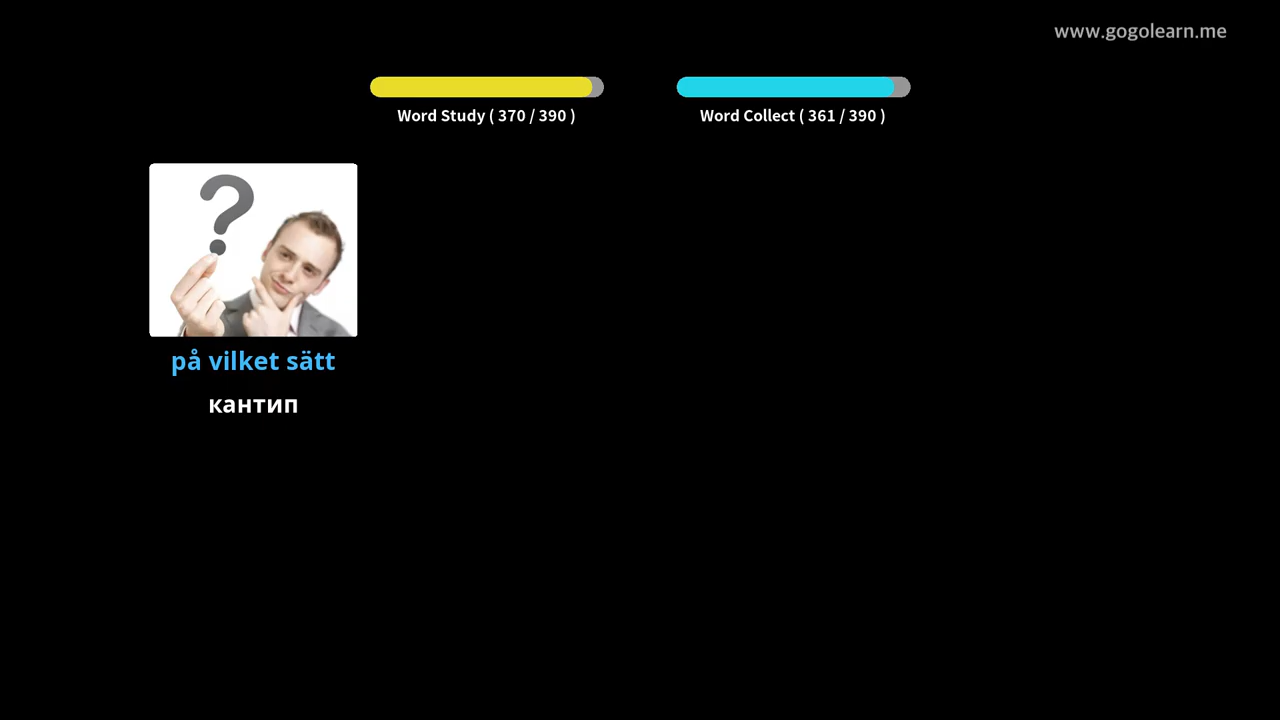 www.gogolearn.me
Word Study ( 370 / 390 )
Word Collect ( 361 / 390 )
?
på vilket sätt
кантип